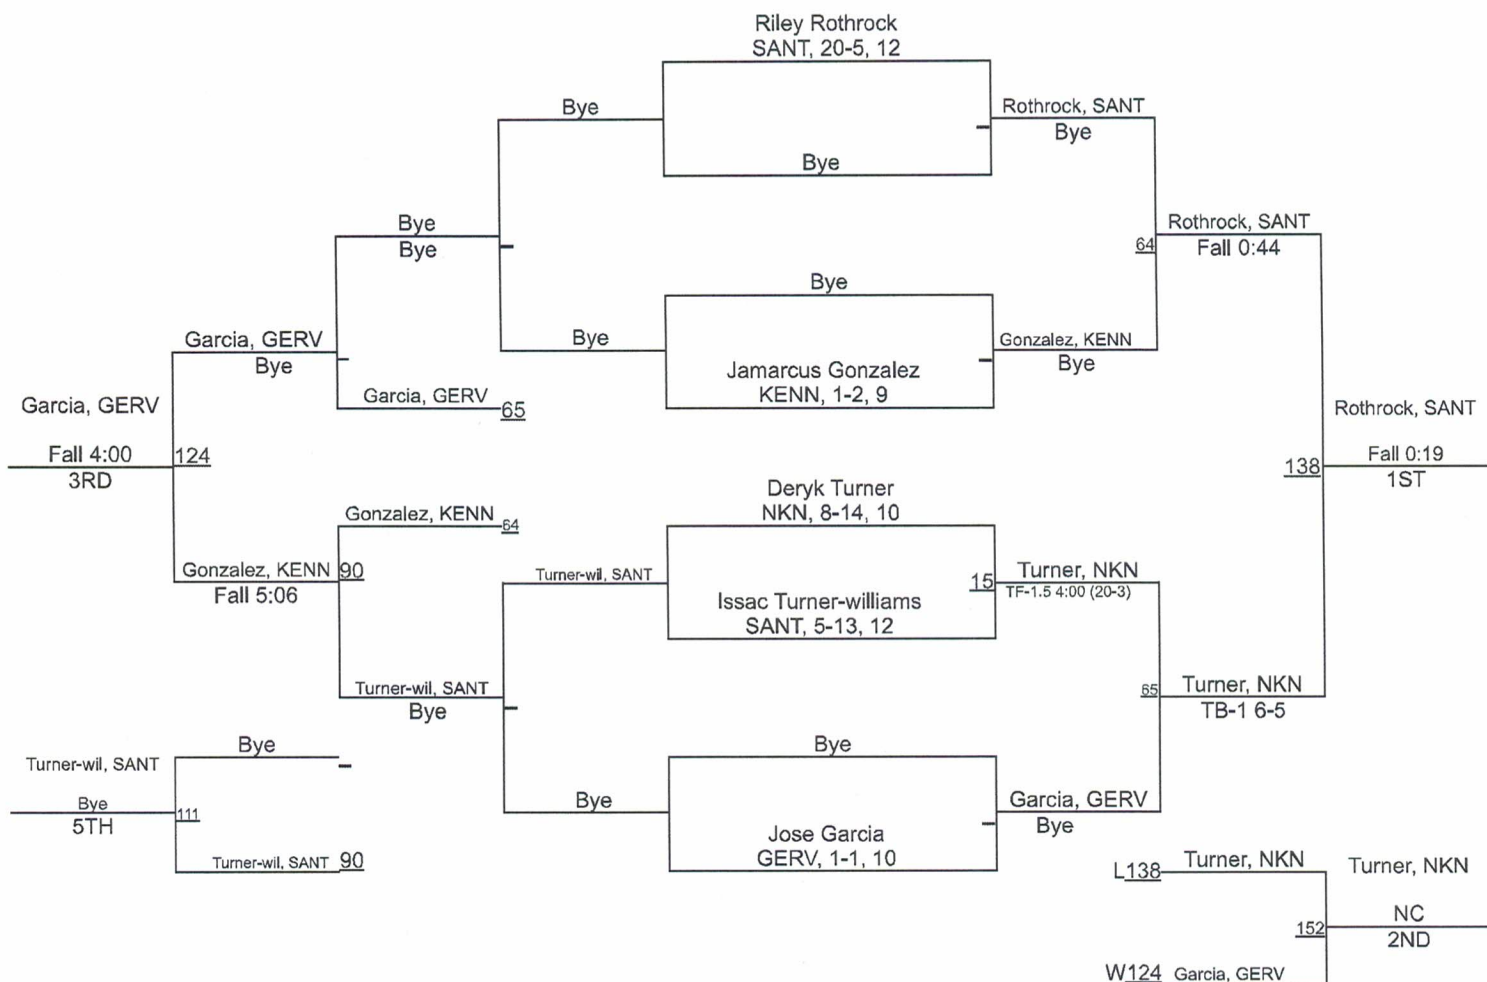 Riley Rothrock
SANT, 20-5, 12
Bye
Rothrock, SANT
Bye
Bye
Bye
Bye
Rothrock, SANT
64
Fall 0:44
Bye
Garcia, GERV
Bye
Bye
Jamarcus Gonzalez
KENN, 1-2, 9
Gonzalez, KENN
Bye
Garcia, GERV
65
Garcia, GERV
Fall 4:00
124
3RD
Rothrock, SANT
138
Fall 0:19
1ST
Deryk Turner
NKN, 8-14, 10
Gonzalez, KENN
64
Gonzalez, KENN
90
Fall 5:06
Turner-wil, SANT
Issac Turner-williams
SANT, 5-13, 12
15
Turner, NKN
TF-1.5 4:00 (20-3)
Turner-wil, SANT
Bye
65
Turner, NKN
TB-1 6-5
Bye
Turner-wil, SANT
Bye
111
5TH
Turner-wil, SANT
90
Bye
Bye
Jose Garcia
GERV, 1-1, 10
Garcia, GERV
Bye
L138
Turner, NKN
Turner, NKN
152
NC
2ND
W124
Garcia, GERV